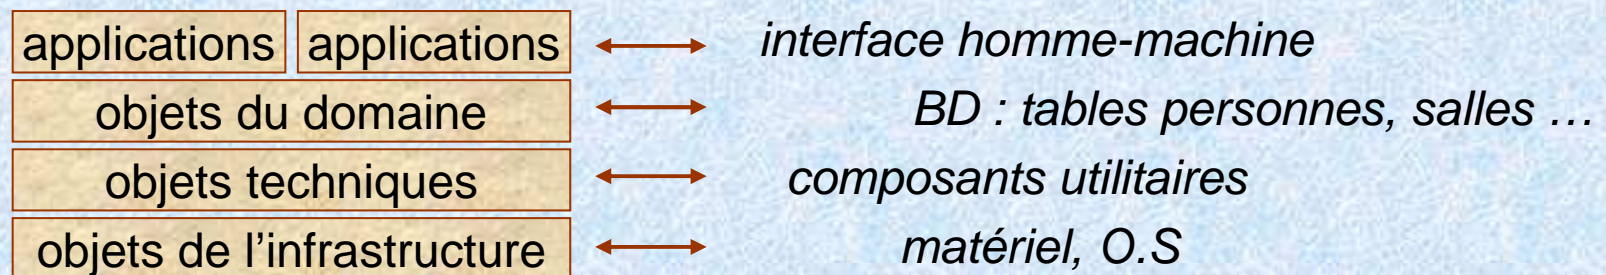 applications applications interface homme-machine
objets du domaine BD : tables personnes, salles …
objets techniques composants utilitaires
objets de l’infrastructure matériel, O.S